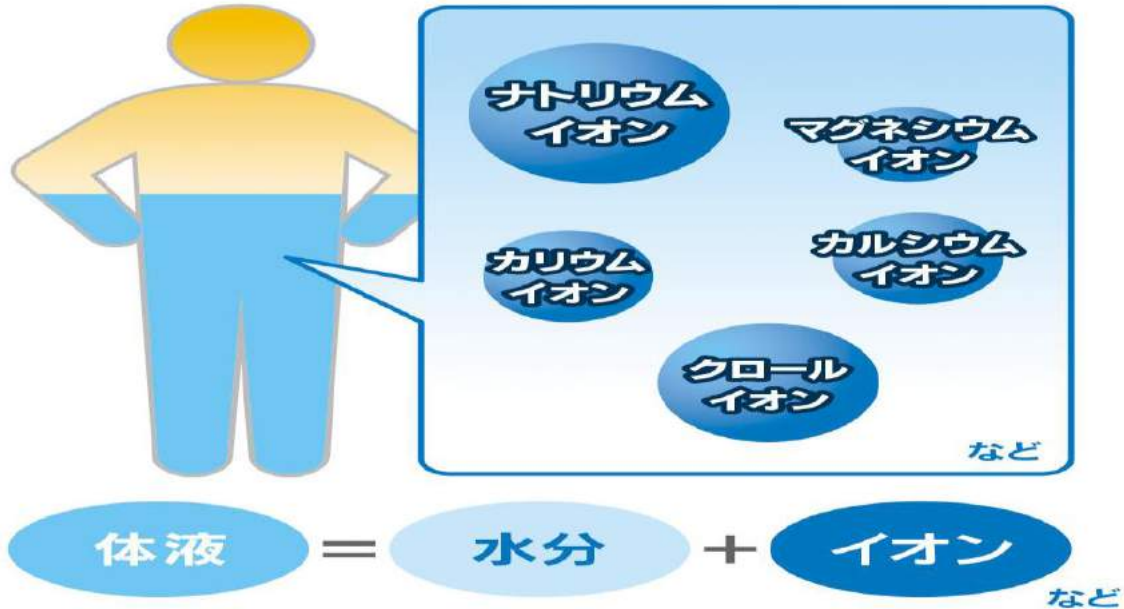 ナトリウム
イオン
マグネシウム
イオン
カリウム
イオン
カルシウム
イオン
クロール
イオン
など
体液 = 水分 + イオン
など